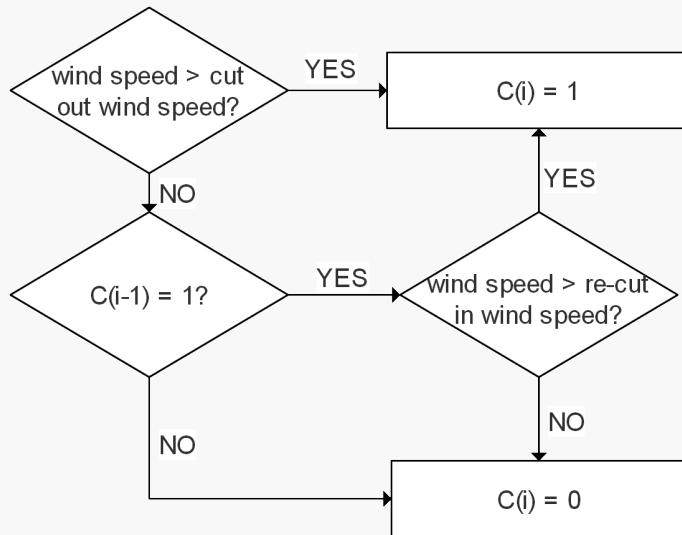 wind speed > cut
out wind speed?
YES
C(i) = 1
NO
YES
C(i-1) = 1?
YES
wind speed > re-cut
in wind speed?
NO
NO
C(i) = 0